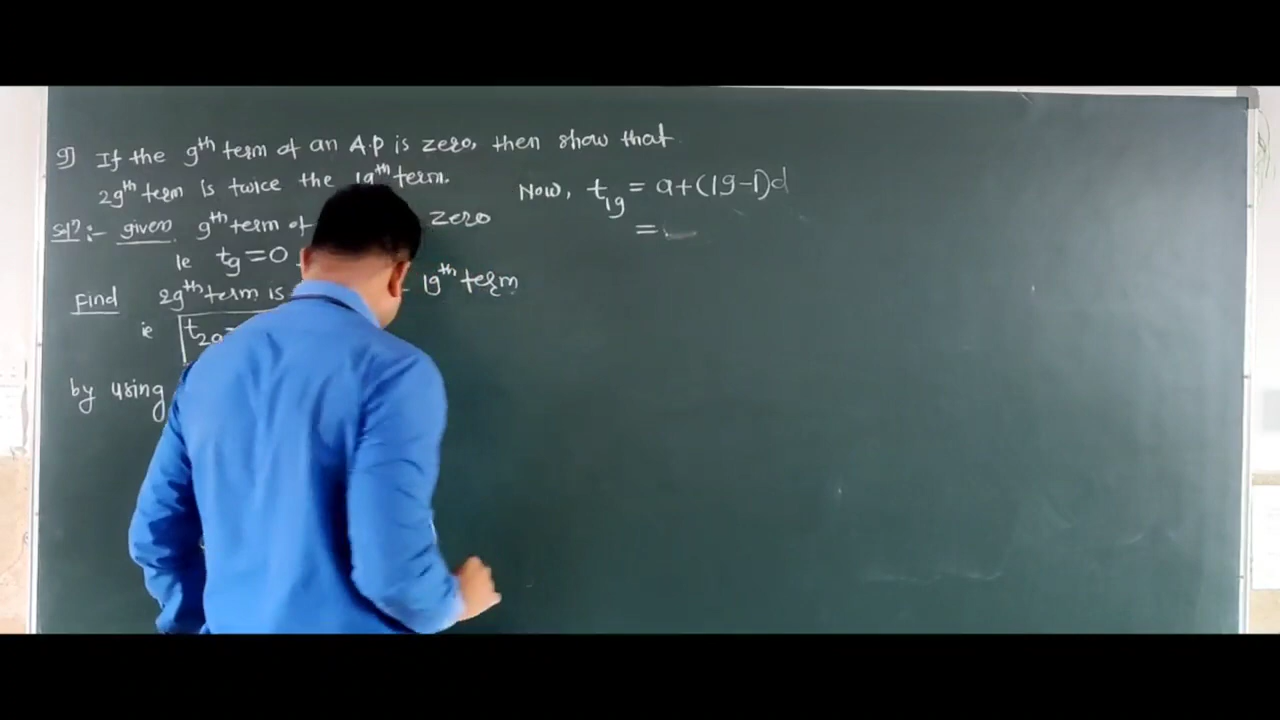 9] If the 9th term of an A.P is zero, then show that
29th term is twice the 19th term.
Sol?:- given 9th term of zero
ie t9=0
Find 29th term is 19th term
ie t29=
by using
Now, t19 = a+(19-1)d
=